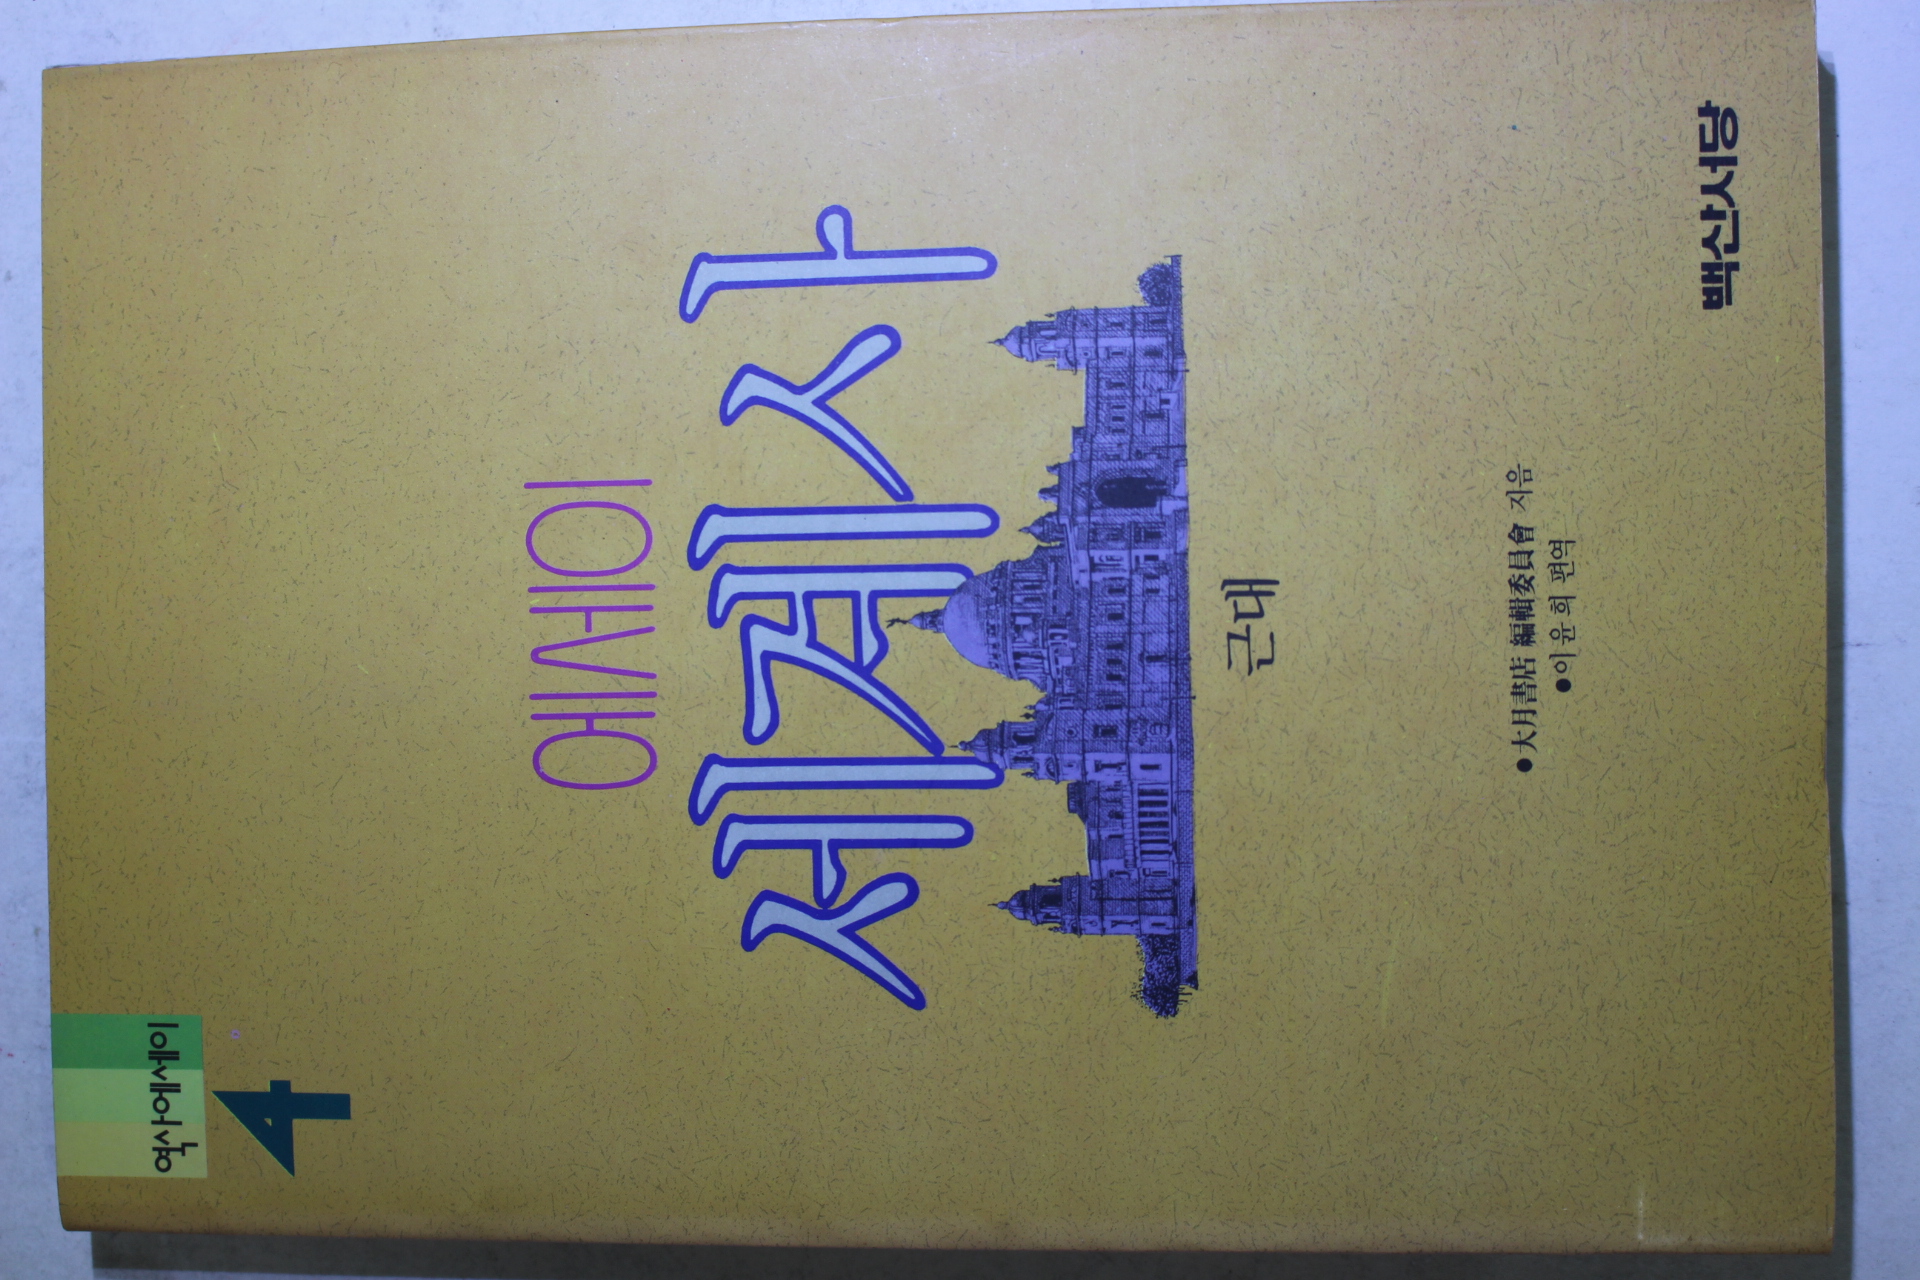 역사에세이
4
에세이
세계사
근대
●大月書店 編輯委員會 지음
●이윤희 편역
백산서당